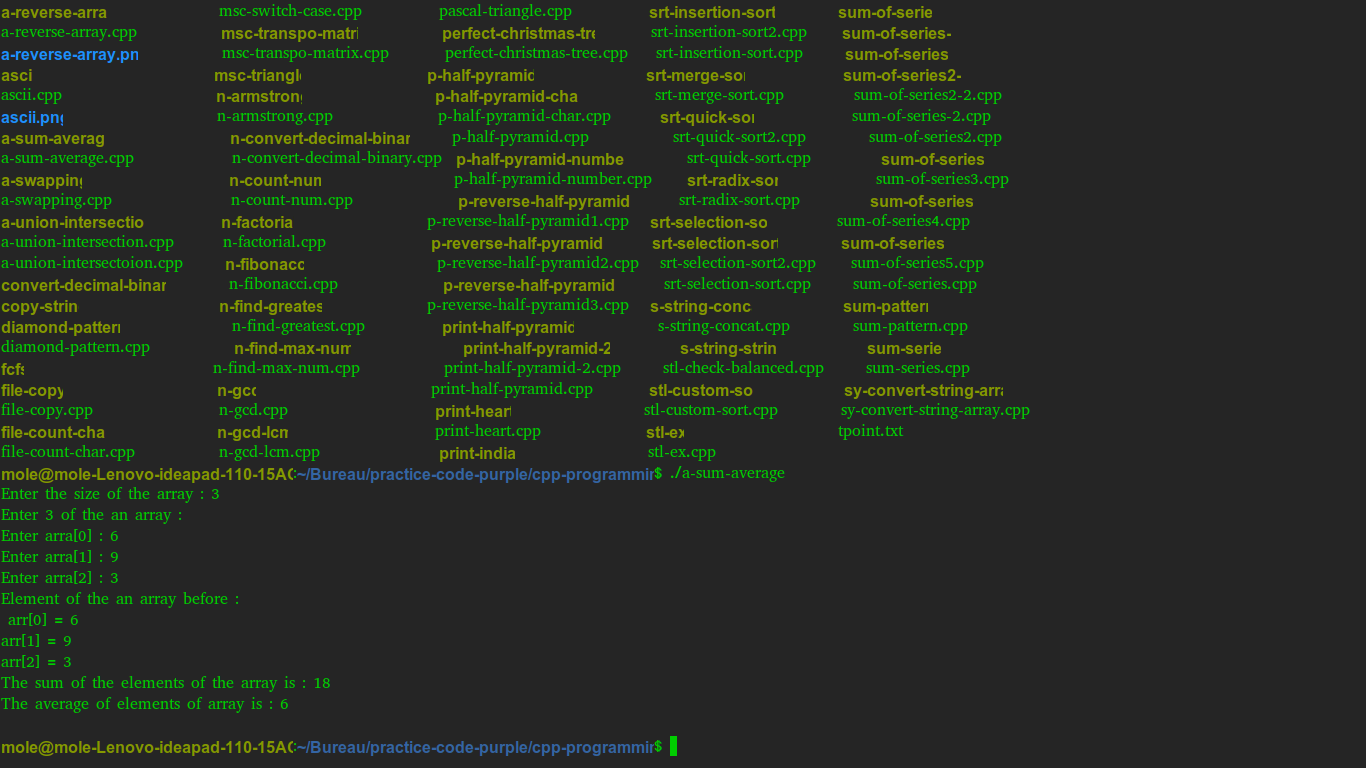 a-reverse-arra msc-switch-case.cpp pascal-triangle.cpp srt-insertion-sort sum-of-serie
a-reverse-array.cpp msc-transpo-matri perfect-christmas-tre srt-insertion-sort2.cpp sum-of-series-
a-reverse-array.pn msc-transpo-matrix.cpp perfect-christmas-tree.cpp srt-insertion-sort.cpp sum-of-series
asci msc-triangl p-half-pyramid srt-merge-so sum-of-series2-
ascii.cpp n-armstron p-half-pyramid-cha srt-merge-sort.cpp sum-of-series2-2.cpp
ascii.png n-armstrong.cpp p-half-pyramid-char.cpp srt-quick-sor sum-of-series-2.cpp
a-sum-averag n-convert-decimal-binar p-half-pyramid.cpp srt-quick-sort2.cpp sum-of-series2.cpp
a-sum-average.cpp n-convert-decimal-binary.cpp p-half-pyramid-numbe srt-quick-sort.cpp sum-of-series
a-swapping n-count-nun p-half-pyramid-number.cpp srt-radix-sor sum-of-series3.cpp
a-swapping.cpp n-count-num.cpp p-reverse-half-pyramid srt-radix-sort.cpp sum-of-series
a-union-intersectio n-factoria p-reverse-half-pyramid1.cpp srt-selection-so sum-of-series4.cpp
a-union-intersection.cpp n-factorial.cpp p-reverse-half-pyramid srt-selection-sort sum-of-series
a-union-intersectoion.cpp n-fibonacc p-reverse-half-pyramid2.cpp srt-selection-sort2.cpp sum-of-series5.cpp
convert-decimal-binar n-fibonacci.cpp p-reverse-half-pyramid srt-selection-sort.cpp sum-of-series.cpp
copy-strin n-find-greates p-reverse-half-pyramid3.cpp s-string-conc sum-pattern
diamond-pattern n-find-greatest.cpp print-half-pyramid s-string-concat.cpp sum-pattern.cpp
diamond-pattern.cpp n-find-max-num print-half-pyramid-2 s-string-strin sum-serie
fcfs n-find-max-num.cpp print-half-pyramid-2.cpp stl-check-balanced.cpp sum-series.cpp
file-copy n-gcd print-half-pyramid.cpp stl-custom-so sy-convert-string-arra
file-copy.cpp n-gcd.cpp print-heart stl-custom-sort.cpp sy-convert-string-array.cpp
file-count-cha n-gcd-lcm print-heart.cpp stl-ex tpoint.txt
file-count-char.cpp n-gcd-lcm.cpp print-india stl-ex.cpp
mole@mole-Lenovo-ideapad-110-15AC:~/Bureau/practice-code-purple/cpp-programmin$ ./a-sum-average
Enter the size of the array : 3
Enter 3 of the an array :
Enter arra[0] : 6
Enter arra[1] : 9
Enter arra[2] : 3
Element of the an array before :
arr[0] = 6
arr[1] = 9
arr[2] = 3
The sum of the elements of the array is : 18
The average of elements of array is : 6
mole@mole-Lenovo-ideapad-110-15AC:~/Bureau/practice-code-purple/cpp-programmin$